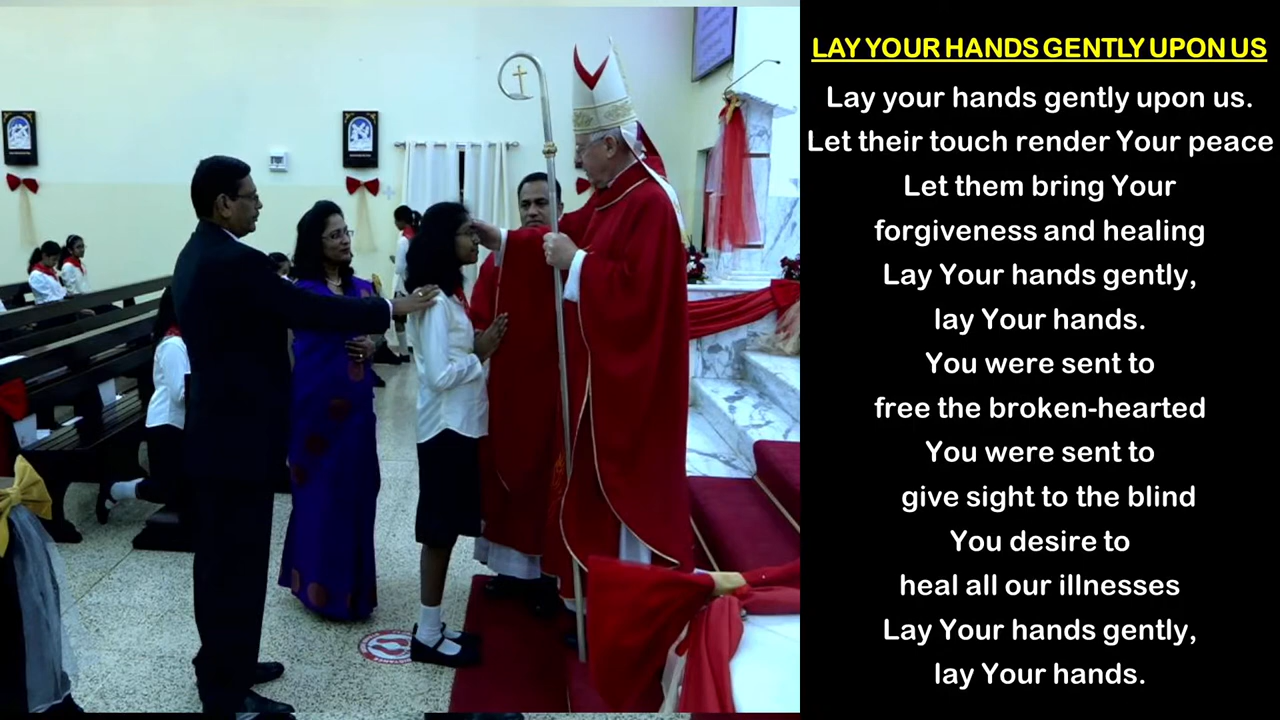 LAY YOUR HANDS GENTLY UPON US
Lay your hands gently upon us.
Let their touch render Your peace
Let them bring Your
forgiveness and healing
Lay Your hands gently,
lay Your hands.
You were sent to
free the broken-hearted
You were sent to
give sight to the blind
You desire to
heal all our illnesses
Lay Your hands gently,
lay Your hands.